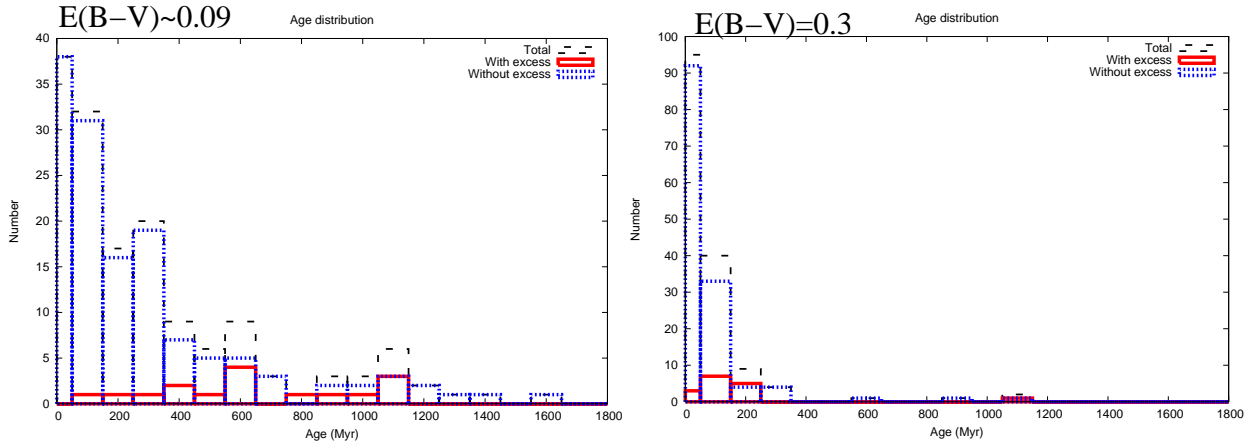 E(B−V)~0.09
Age distribution
Total
With excess
Without excess
Number
40
35
30
25
20
15
10
5
0
0 200 400 600 800 1000 1200 1400 1600 1800
Age (Myr)
E(B−V)=0.3
Age distribution
Total
With excess
Without excess
Number
100
90
80
70
60
50
40
30
20
10
0
0 200 400 600 800 1000 1200 1400 1600 1800
Age (Myr)